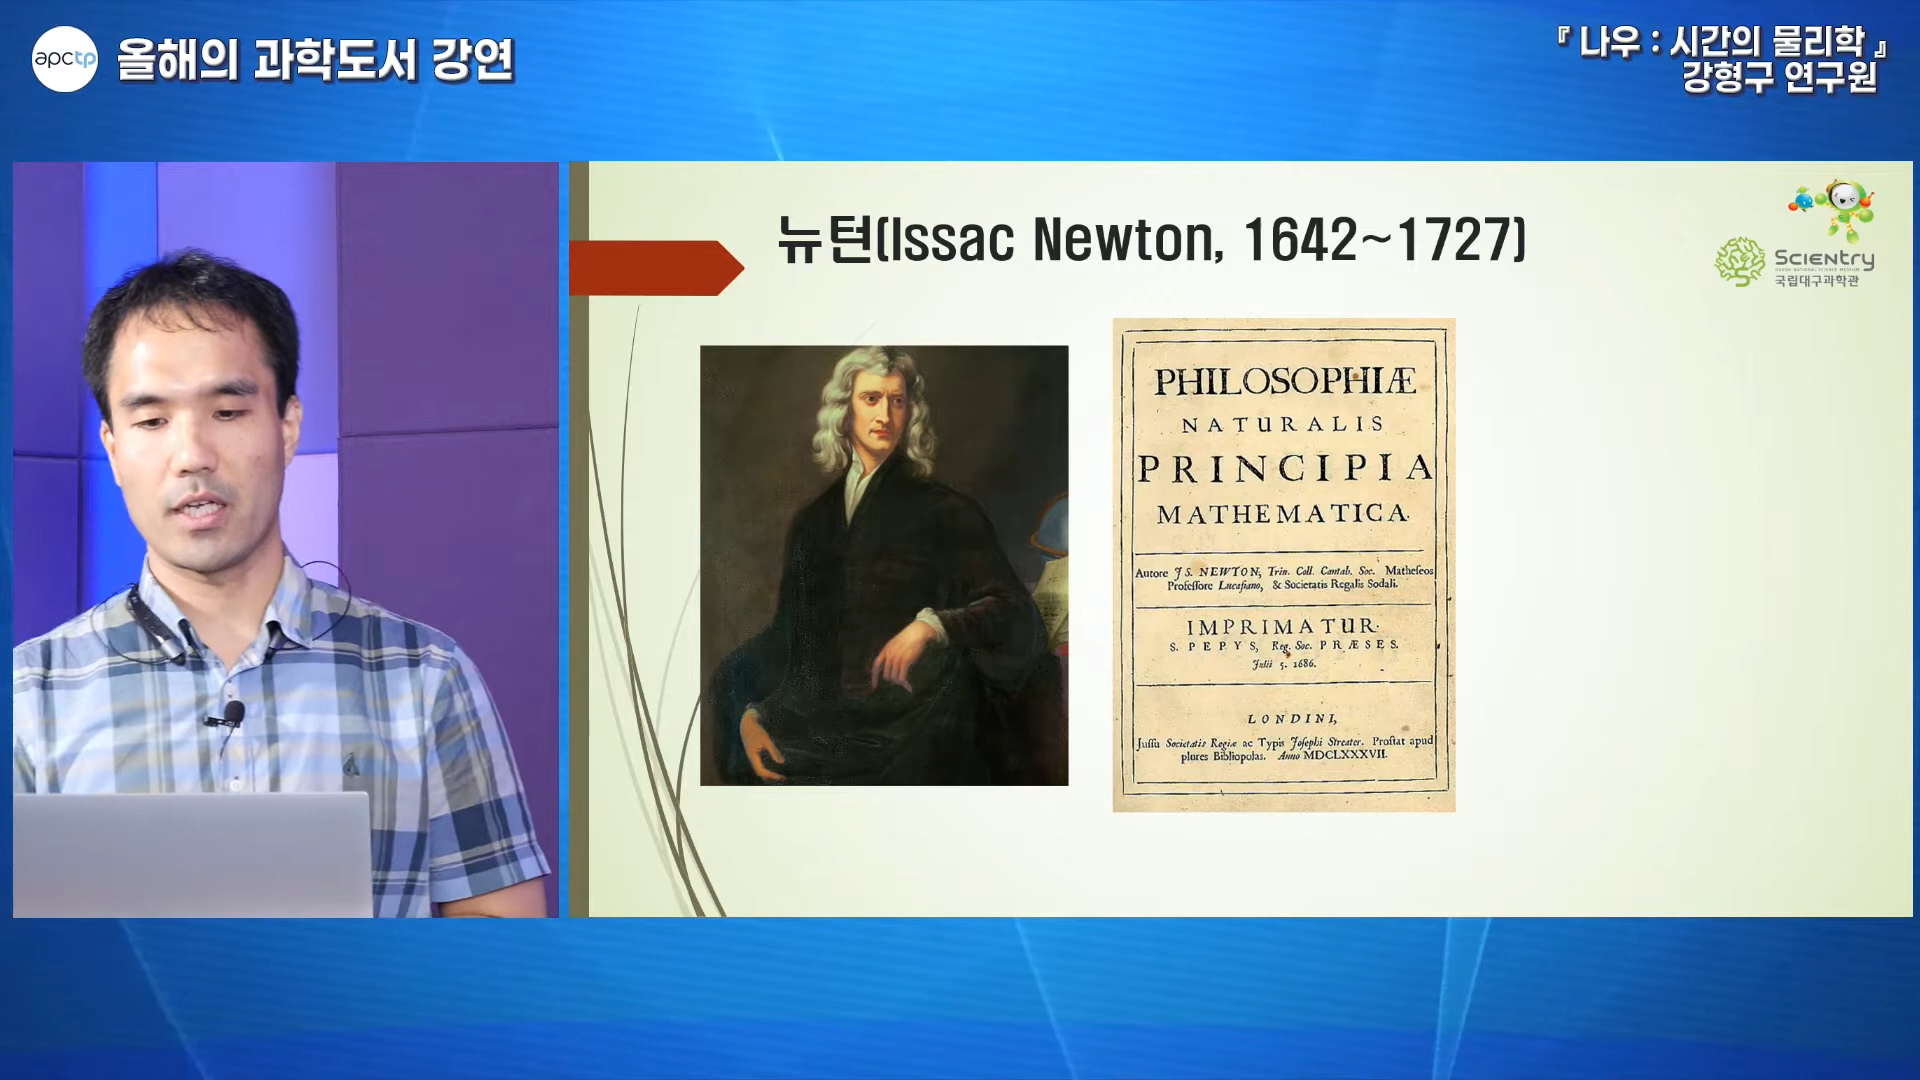 apctp 올해의 과학도서 강연
『 나우 : 시간의 물리학 』
강형구 연구원
뉴턴(Issac Newton, 1642~1727)
Scientry
DAEGU NATIONAL SCIENCE MUSEUM
국립대구과학관
PHILOSOPHIÆ
NATURALIS
PRINCIPIA
MATHEMATICA.
Autore J S. NEWTON, Trin. Coll. Cantab. Soc. Matheseos
Professore Lucasiano, & Societatis Regalis Sodali.
IMPRIMATUR.
S. PEPYS, Reg. Soc. PRÆSES.
Julii 5. 1686.
LONDINI,
Jussu Societatis Regiæ ac Typis Josephi Streater. Prostat apud
plures Bibliopolas. Anno MDCLXXXVII.